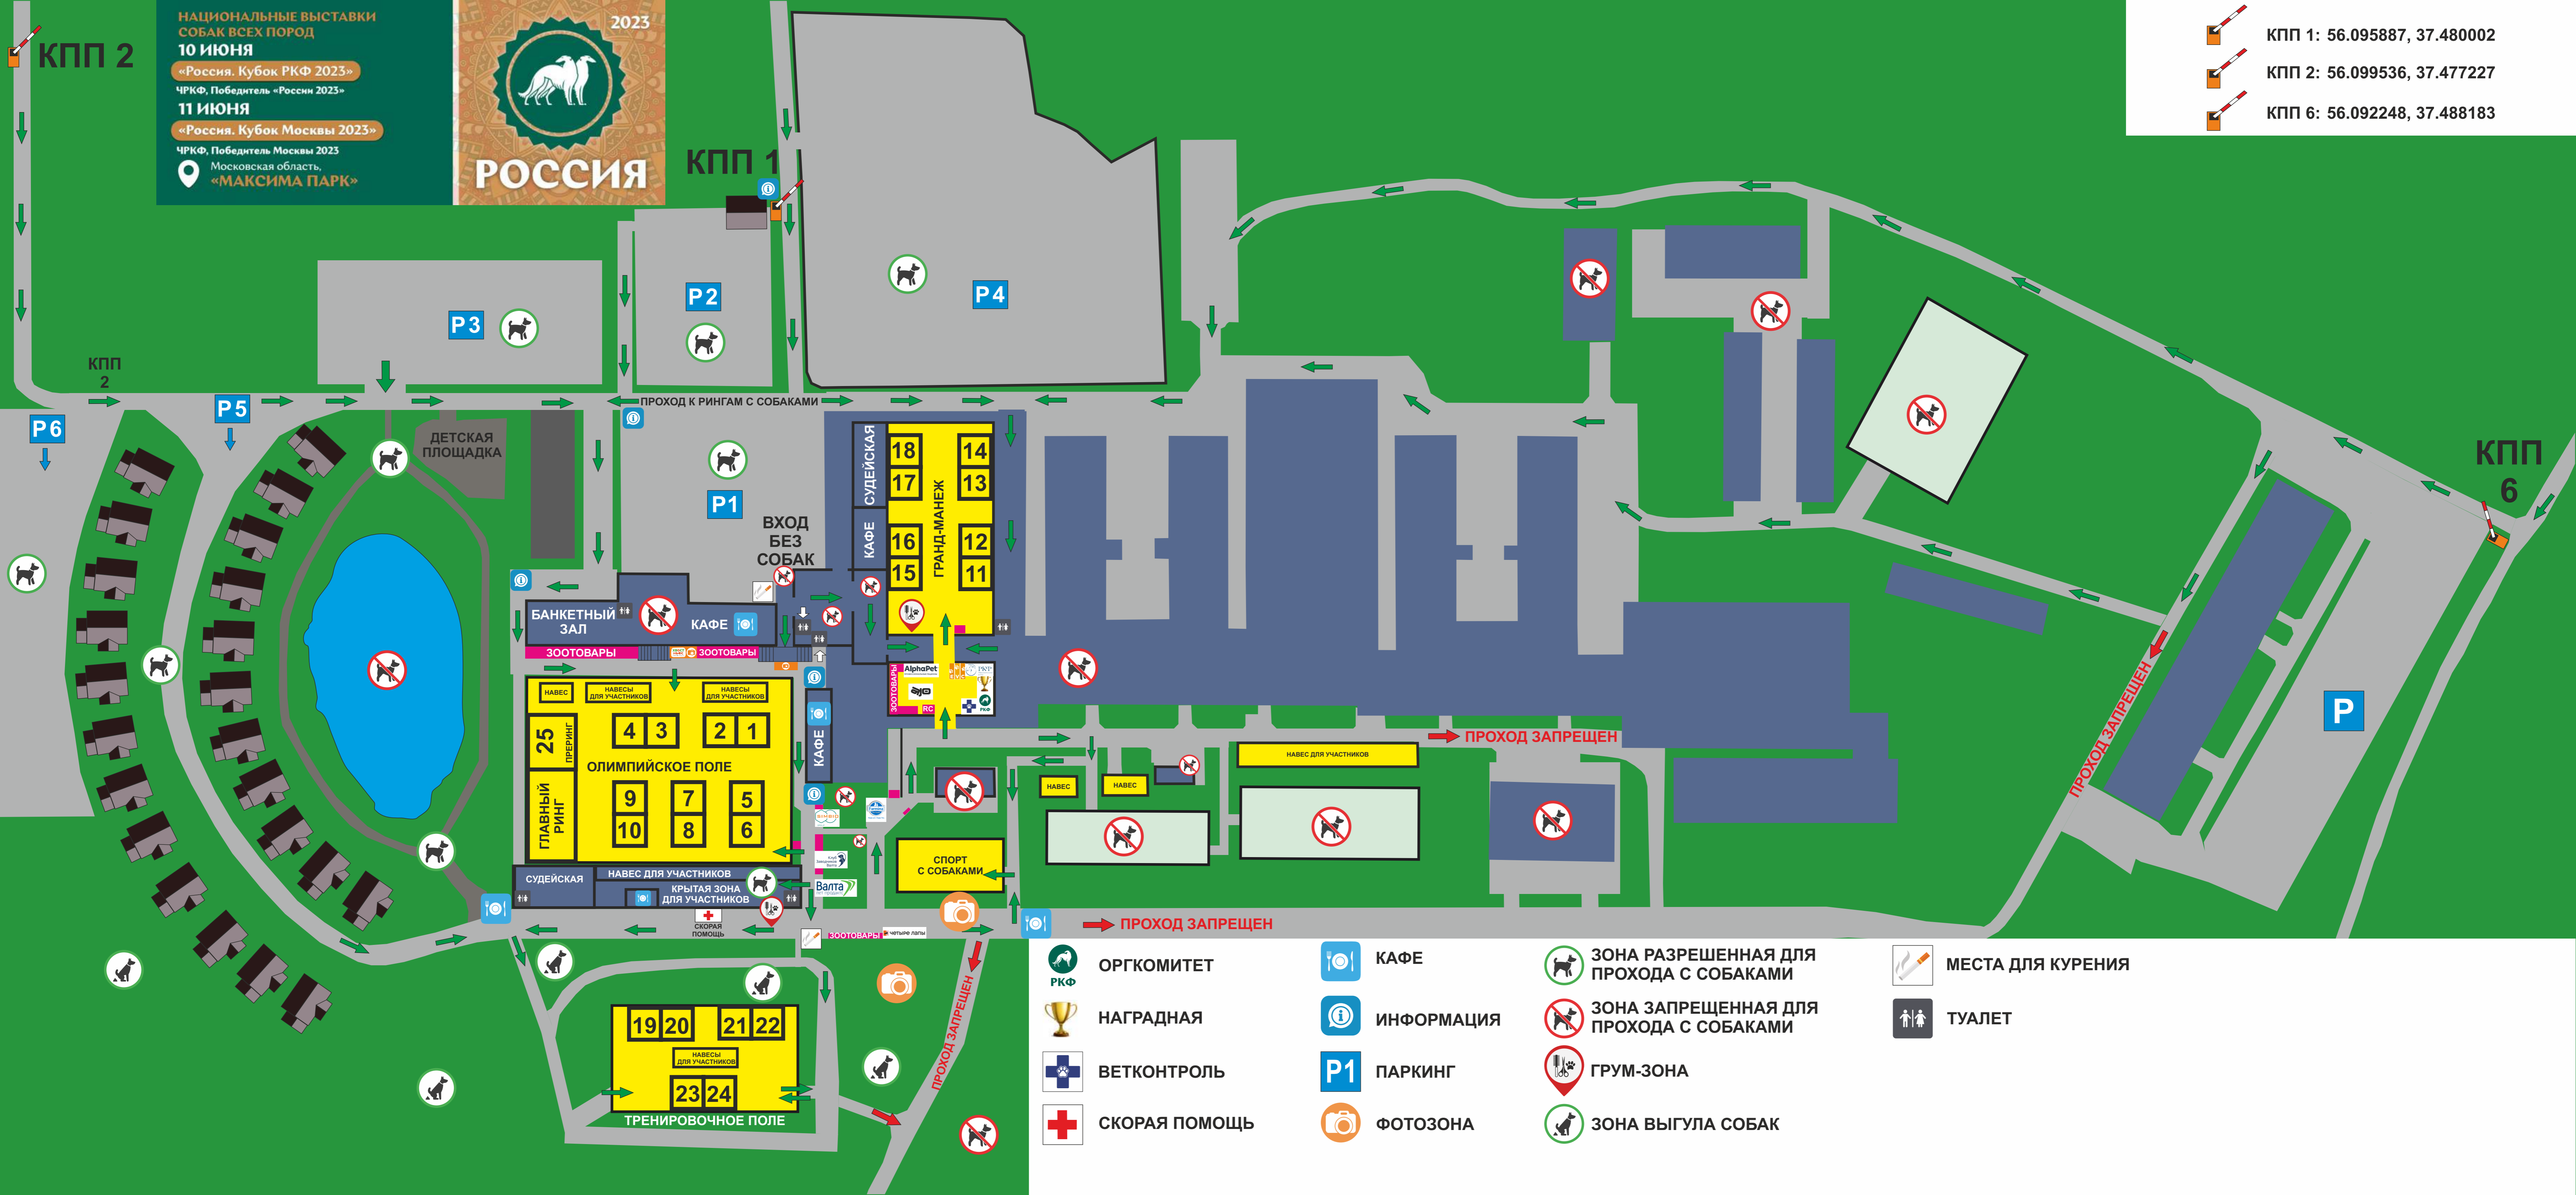 КПП 2
НАЦИОНАЛЬНЫЕ ВЫСТАВКИ
СОБАК ВСЕХ ПОРОД
10 ИЮНЯ
«Россия. Кубок РКФ 2023»
ЧРКФ, Победитель «России 2023»
11 ИЮНЯ
«Россия. Кубок Москвы 2023»
ЧРКФ, Победитель Москвы 2023
Московская область,
«МАКСИМА ПАРК»
2023
РОССИЯ
КПП 1
КПП 1: 56.095887, 37.480002
КПП 2: 56.099536, 37.477227
КПП 6: 56.092248, 37.488183
P3
P2
P4
КПП
2
P5
P6
ПРОХОД К РИНГАМ С СОБАКАМИ
ДЕТСКАЯ
ПЛОЩАДКА
P1
ВХОД
БЕЗ
СОБАК
СУДЕЙСКАЯ
КАФЕ
ГРАНД-МАНЕЖ
18
14
17
13
16
12
15
11
КПП
6
БАНКЕТНЫЙ
ЗАЛ
КАФЕ
ЗООТОВАРЫ
ЗООТОВАРЫ
ЗООТОВАРЫ
AlphaPet
RC
РКФ
НАВЕС
НАВЕСЫ
ДЛЯ УЧАСТНИКОВ
НАВЕСЫ
ДЛЯ УЧАСТНИКОВ
25
ПРЕРИНГ
4
3
2
1
ОЛИМПИЙСКОЕ ПОЛЕ
ГЛАВНЫЙ
РИНГ
9
7
5
10
8
6
КАФЕ
СУДЕЙСКАЯ
НАВЕС ДЛЯ УЧАСТНИКОВ
КРЫТАЯ ЗОНА
ДЛЯ УЧАСТНИКОВ
СКОРАЯ
ПОМОЩЬ
Валта
ЗООТОВАРЫ
четыре лапы
СПОРТ
С СОБАКАМИ
НАВЕС
НАВЕС
НАВЕС ДЛЯ УЧАСТНИКОВ
ПРОХОД ЗАПРЕЩЕН
ПРОХОД ЗАПРЕЩЕН
ПРОХОД ЗАПРЕЩЕН
ПРОХОД ЗАПРЕЩЕН
P
19
20
21
22
НАВЕСЫ
ДЛЯ УЧАСТНИКОВ
23
24
ТРЕНИРОВОЧНОЕ ПОЛЕ
РКФ
ОРГКОМИТЕТ
НАГРАДНАЯ
ВЕТКОНТРОЛЬ
СКОРАЯ ПОМОЩЬ
КАФЕ
ИНФОРМАЦИЯ
P1
ПАРКИНГ
ФОТОЗОНА
ЗОНА РАЗРЕШЕННАЯ ДЛЯ
ПРОХОДА С СОБАКАМИ
ЗОНА ЗАПРЕЩЕННАЯ ДЛЯ
ПРОХОДА С СОБАКАМИ
ГРУМ-ЗОНА
ЗОНА ВЫГУЛА СОБАК
МЕСТА ДЛЯ КУРЕНИЯ
ТУАЛЕТ